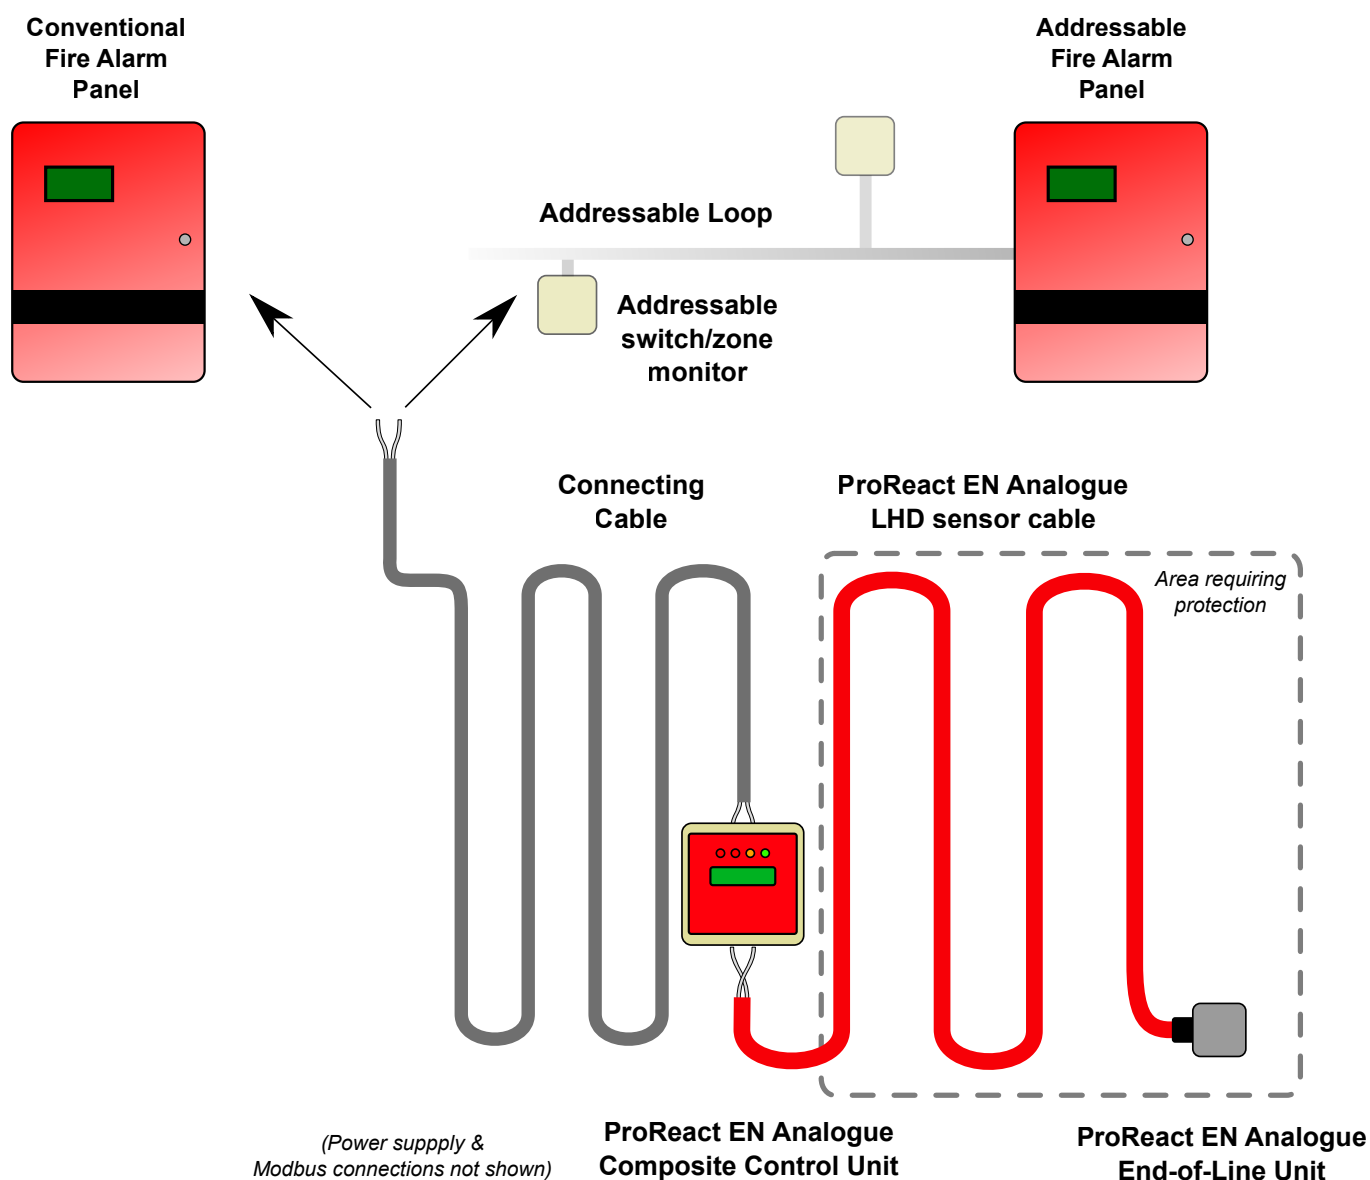 Conventional
Fire Alarm
Panel
Addressable
Fire Alarm
Panel
Addressable Loop
Addressable
switch/zone
monitor
Connecting
Cable
ProReact EN Analogue
LHD sensor cable
Area requiring
protection
(Power suppply &
Modbus connections not shown)
ProReact EN Analogue
Composite Control Unit
ProReact EN Analogue
End-of-Line Unit